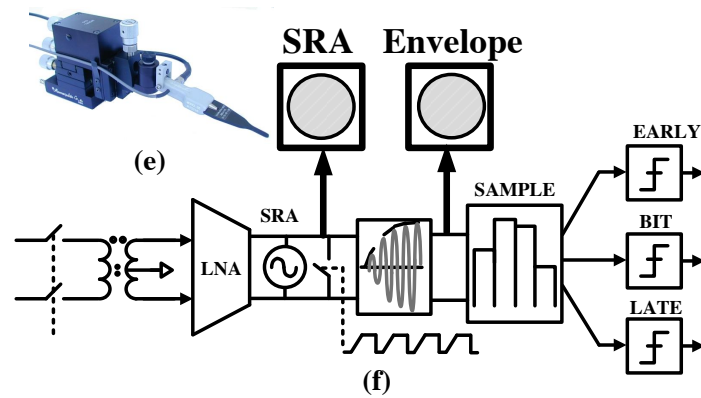 SRA
Envelope
(e)
EARLY
SAMPLE
SRA
BIT
LNA
LATE
(f)